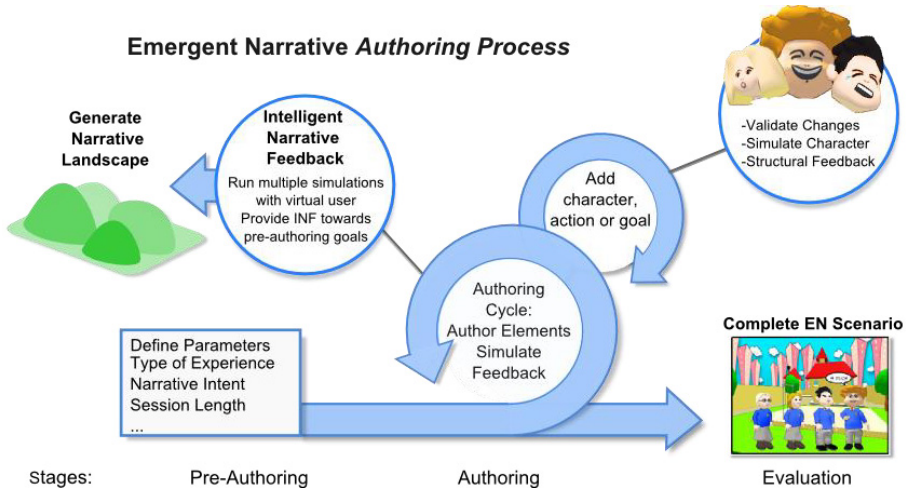 Emergent Narrative Authoring Process
Generate
Narrative
Landscape
Intelligent
Narrative
Feedback
Run multiple simulations
with virtual user
Provide INF towards
pre-authoring goals
Add
character,
action or goal
-Validate Changes
-Simulate Character
-Structural Feedback
Authoring
Cycle:
Author Elements
Simulate
Feedback
Define Parameters
Type of Experience
Narrative Intent
Session Length
...
Complete EN Scenario
Stages:
Pre-Authoring
Authoring
Evaluation